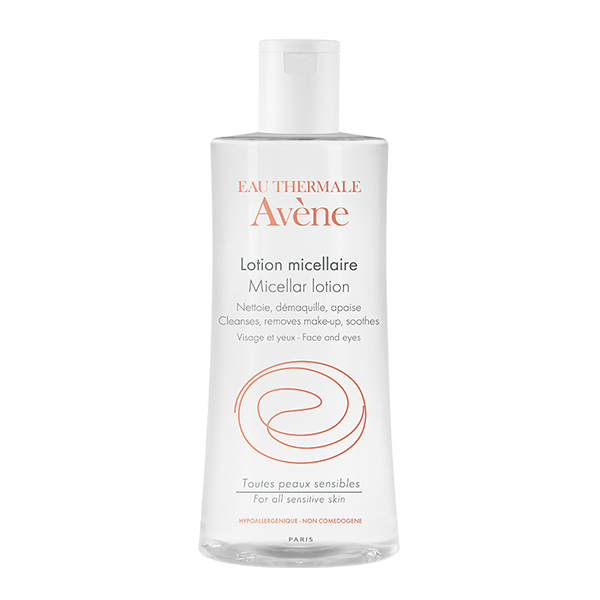 EAU THERMALE
Avène
Lotion micellaire
Micellar lotion
Nettoie, démaquille, apaise
Cleanses, removes make-up, soothes
Visage et yeux - Face and eyes
Toutes peaux sensibles
For all sensitive skin
HYPOALLERGENIQUE - NON COMEDOGENE
PARIS